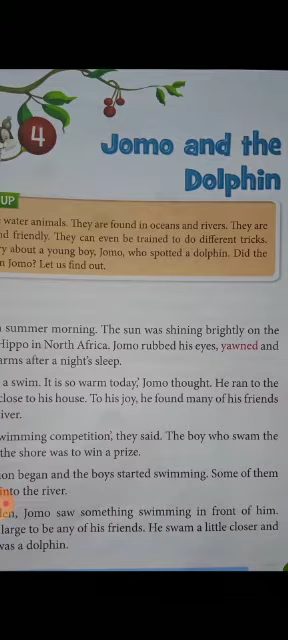 4
Jomo and the
Dolphin
UP
water animals. They are found in oceans and rivers. They are
nd friendly. They can even be trained to do different tricks.
ry about a young boy, Jomo, who spotted a dolphin. Did the
n Jomo? Let us find out.
summer morning. The sun was shining brightly on the
Hippo in North Africa. Jomo rubbed his eyes, yawned and
arms after a night's sleep.
a swim. It is so warm today,' Jomo thought. He ran to the
close to his house. To his joy, he found many of his friends
iver.
wimming competition', they said. The boy who swam the
the shore was to win a prize.
ion began and the boys started swimming. Some of them
into the river.
den, Jomo saw something swimming in front of him.
large to be any of his friends. He swam a little closer and
was a dolphin.